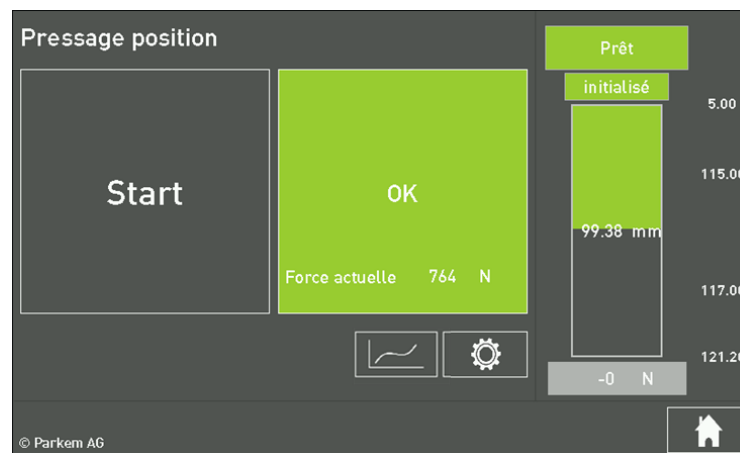 Pressage position
Start
OK
Force actuelle 764 N
Prêt
initialisé
5.00
115.00
99.38 mm
117.00
121.20
-0 N
© Parkem AG